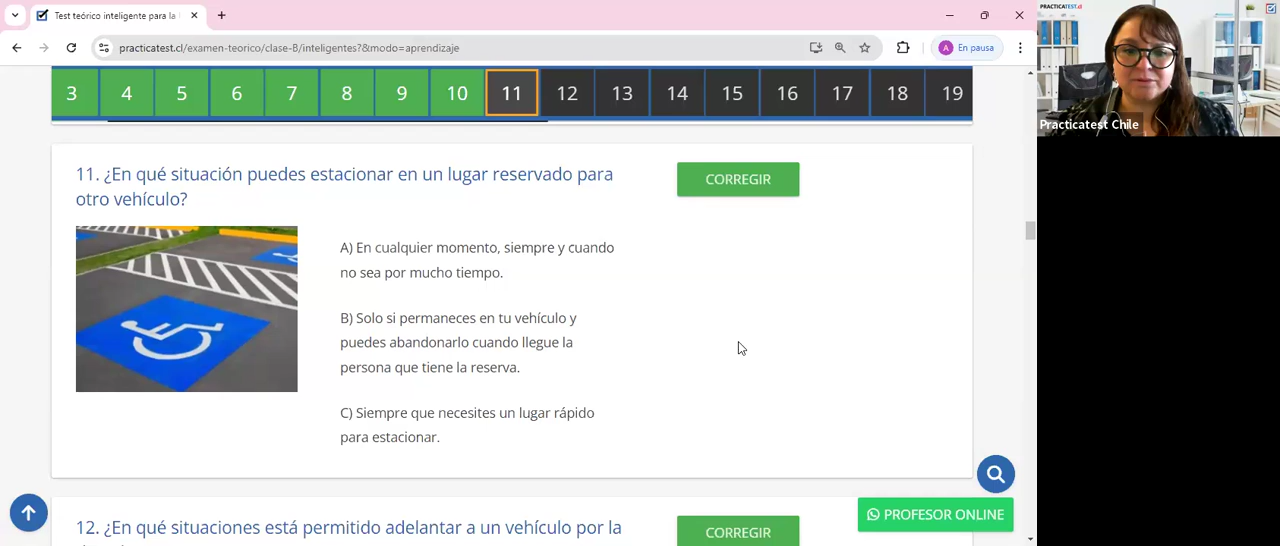 Test teórico inteligente para la
practicatest.cl/examen-teorico/clase-B/inteligentes?&modo=aprendizaje
A
En pausa
PRACTICATEST.cl
Practicatest Chile
3 4 5 6 7 8 9 10 11 12 13 14 15 16 17 18 19
11. ¿En qué situación puedes estacionar en un lugar reservado para
otro vehículo?
CORREGIR
A) En cualquier momento, siempre y cuando
no sea por mucho tiempo.
B) Solo si permaneces en tu vehículo y
puedes abandonarlo cuando llegue la
persona que tiene la reserva.
C) Siempre que necesites un lugar rápido
para estacionar.
PROFESOR ONLINE
12. ¿En qué situaciones está permitido adelantar a un vehículo por la
CORREGIR